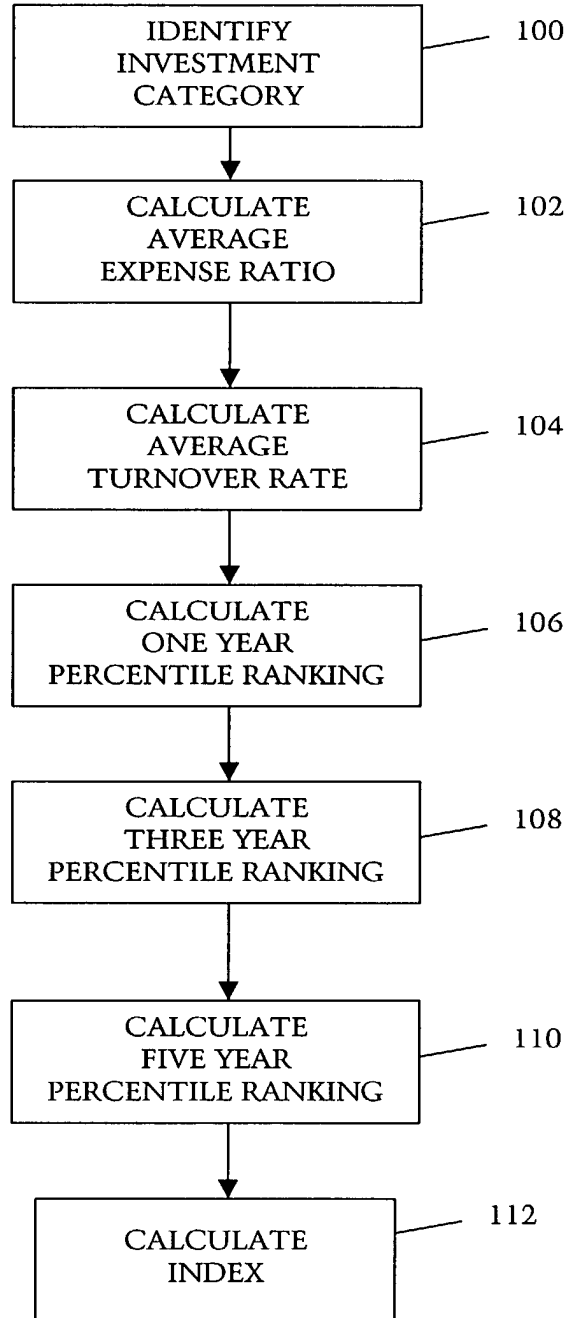 IDENTIFY
INVESTMENT
CATEGORY
100
CALCULATE
AVERAGE
EXPENSE RATIO
102
CALCULATE
AVERAGE
TURNOVER RATE
104
CALCULATE
ONE YEAR
PERCENTILE RANKING
106
CALCULATE
THREE YEAR
PERCENTILE RANKING
108
CALCULATE
FIVE YEAR
PERCENTILE RANKING
110
CALCULATE
INDEX
112